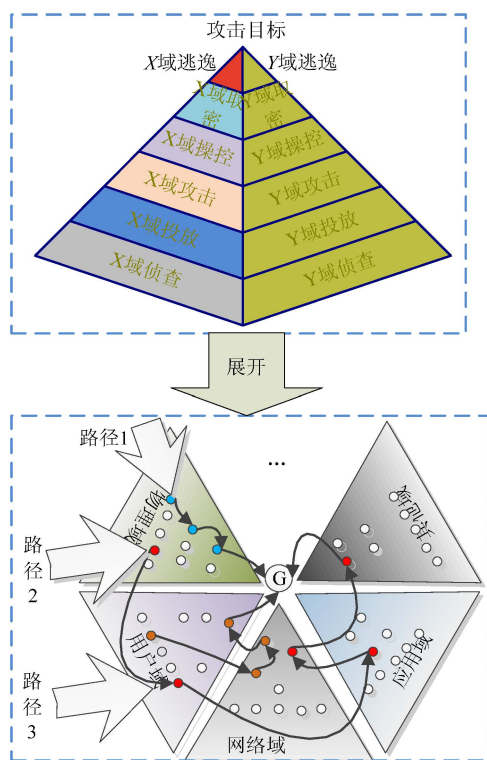 攻击目标
X域逃逸
Y域逃逸
X域取
密
Y域取
密
X域操控
Y域操控
X域攻击
Y域攻击
X域投放
Y域投放
X域侦查
Y域侦查
展开
路径1
...
物理域
路
径
2
G
用户域
应用域
路
径
3
网络域